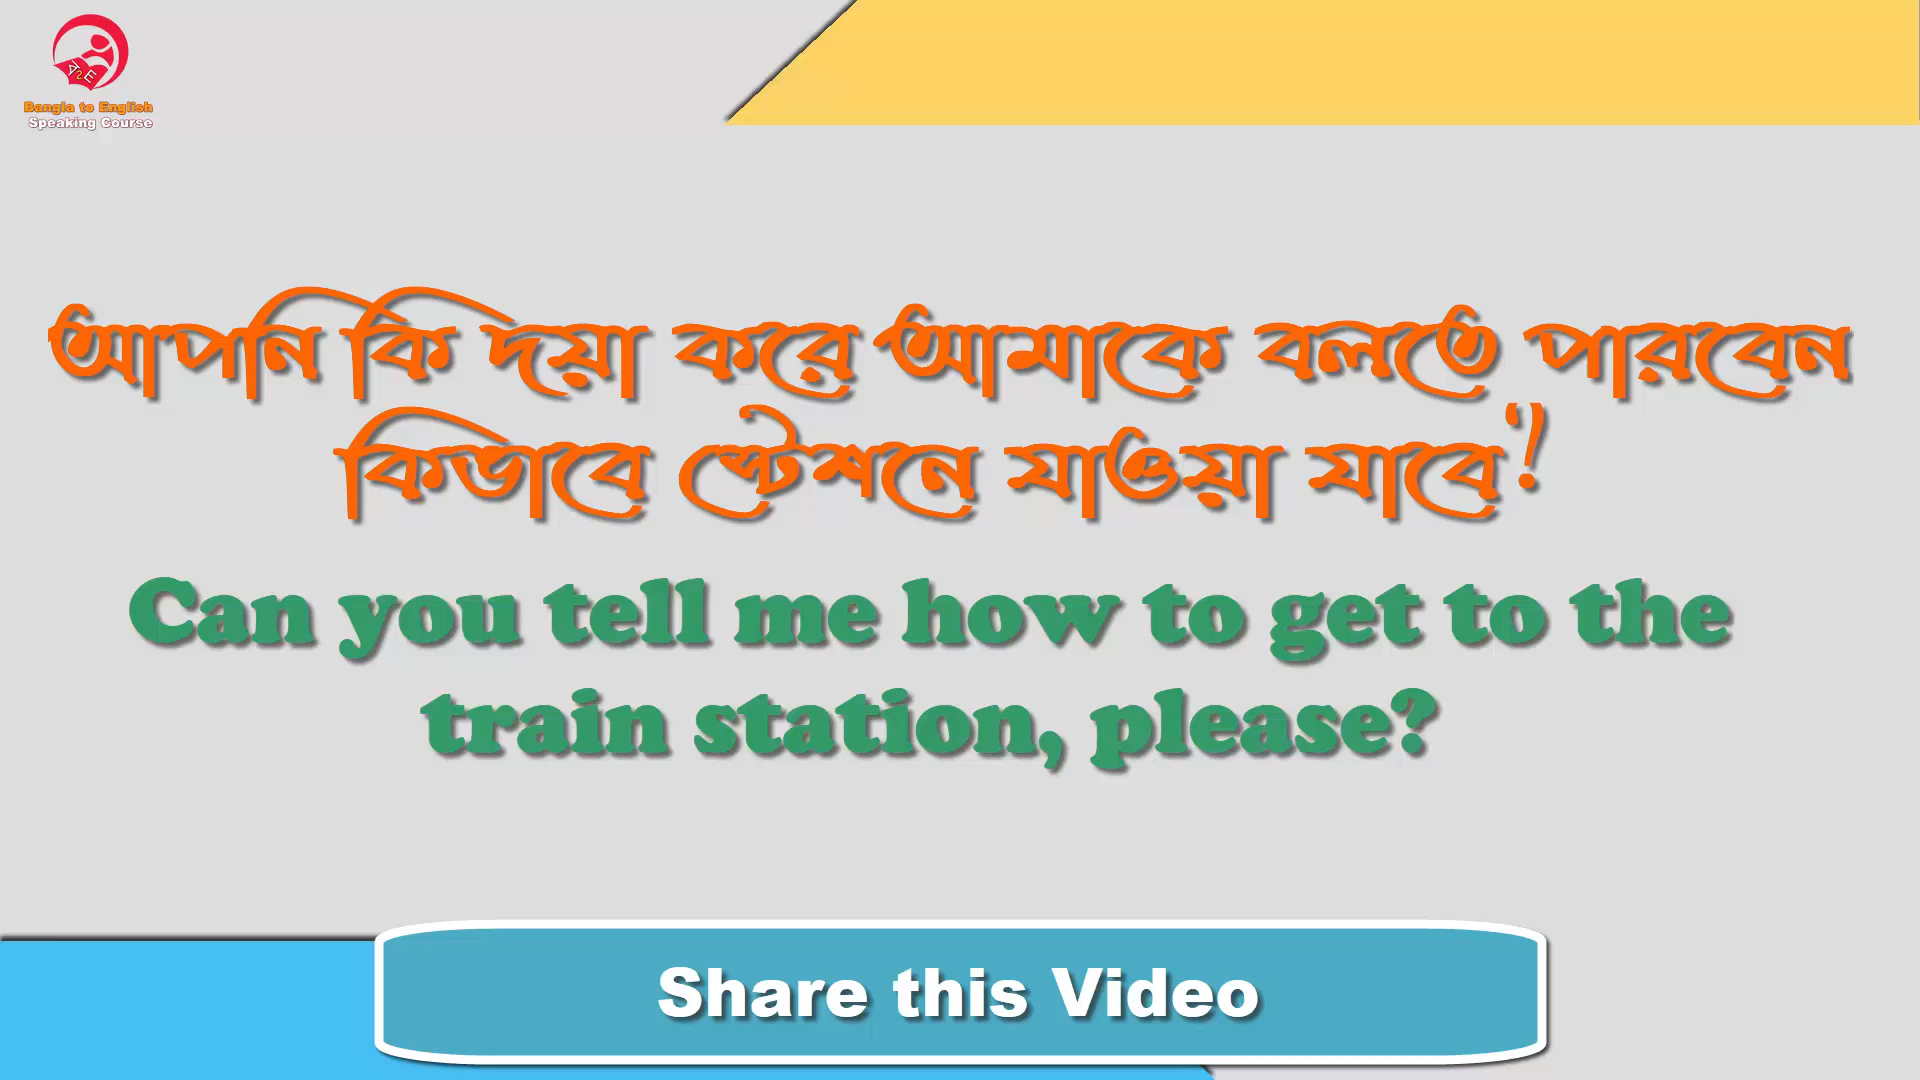 ব2E
Bangla to English
Speaking Course
আপনি কি দয়া করে আমাকে বলতে পারবেন
কিভাবে স্টেশনে যাওয়া যাবে?
Can you tell me how to get to the
train station, please?
Share this Video